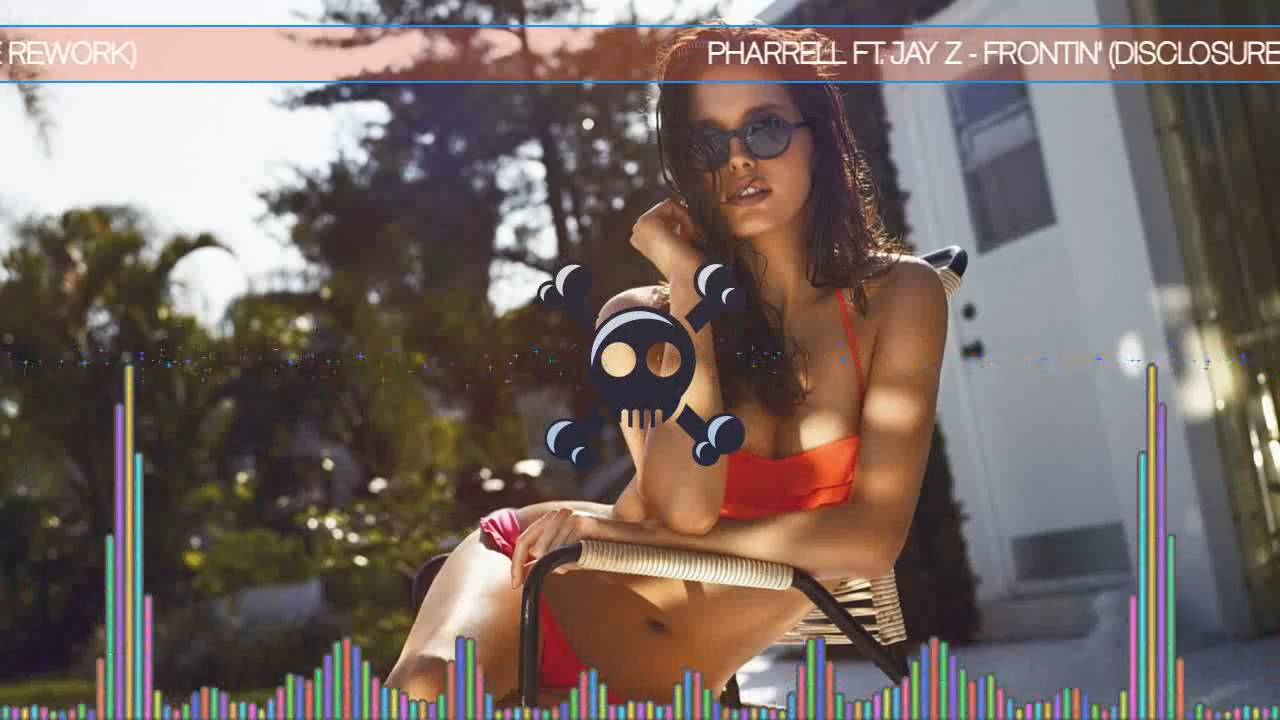 E REWORK)
PHARRELL FT. JAY Z - FRONTIN' (DISCLOSURE